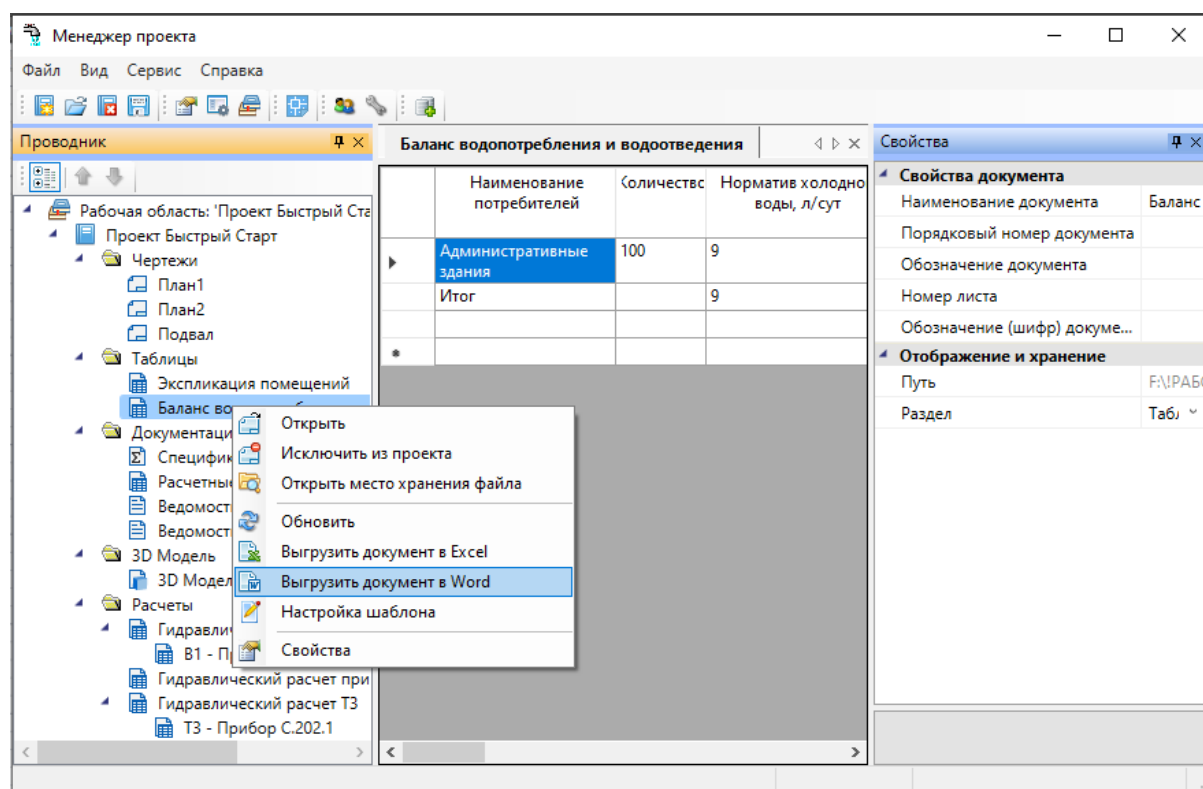 Менеджер проекта
Файл Вид Сервис Справка
Проводник
Рабочая область: 'Проект Быстрый Ста
Проект Быстрый Старт
Чертежи
План1
План2
Подвал
Таблицы
Экспликация помещений
Баланс во
Документаци
Специфик
Расчетны
Ведомост
Ведомост
3D Модель
3D Модел
Расчеты
Гидравли
В1 - П
Гидравлический расчет при
Гидравлический расчет Т3
Т3 - Прибор С.202.1
Открыть
Исключить из проекта
Открыть место хранения файла
Обновить
Выгрузить документ в Excel
Выгрузить документ в Word
Настройка шаблона
Свойства
Баланс водопотребления и водоотведения
Наименование потребителей
Количествс
Норматив холодно
воды, л/сут
Административные
здания
100
9
Итог
9
Свойства
Свойства документа
Наименование документа
Баланс
Порядковый номер документа
Обозначение документа
Номер листа
Обозначение (шифр) докуме...
Отображение и хранение
Путь
F:\!РАБ
Раздел
Табл